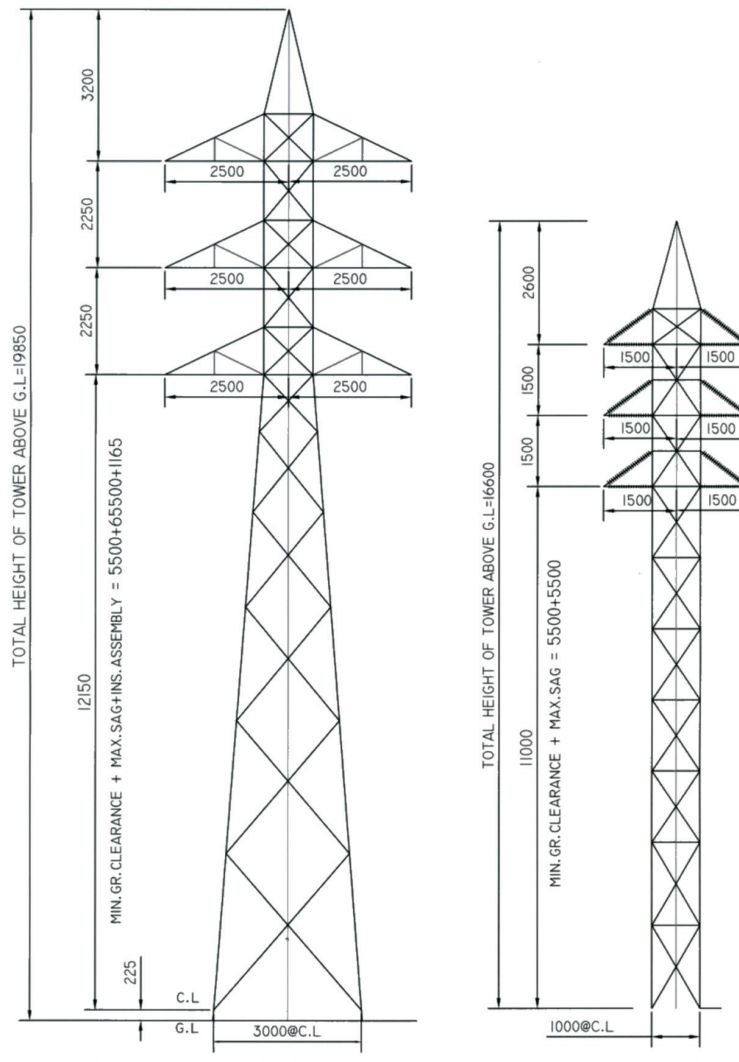 TOTAL HEIGHT OF TOWER ABOVE G.L=19850
3200
2250
2250
12150
MIN.GR.CLEARANCE + MAX.SAG+INS.ASSEMBLY = 5500+65500+1165
225
C.L
G.L
3000@C.L
2500 2500
2500 2500
2500 2500
TOTAL HEIGHT OF TOWER ABOVE G.L=16600
2600
1500
1500
11000
MIN.GR.CLEARANCE + MAX.SAG = 5500+5500
1500 1500
1500 1500
1500 1500
1000@C.L